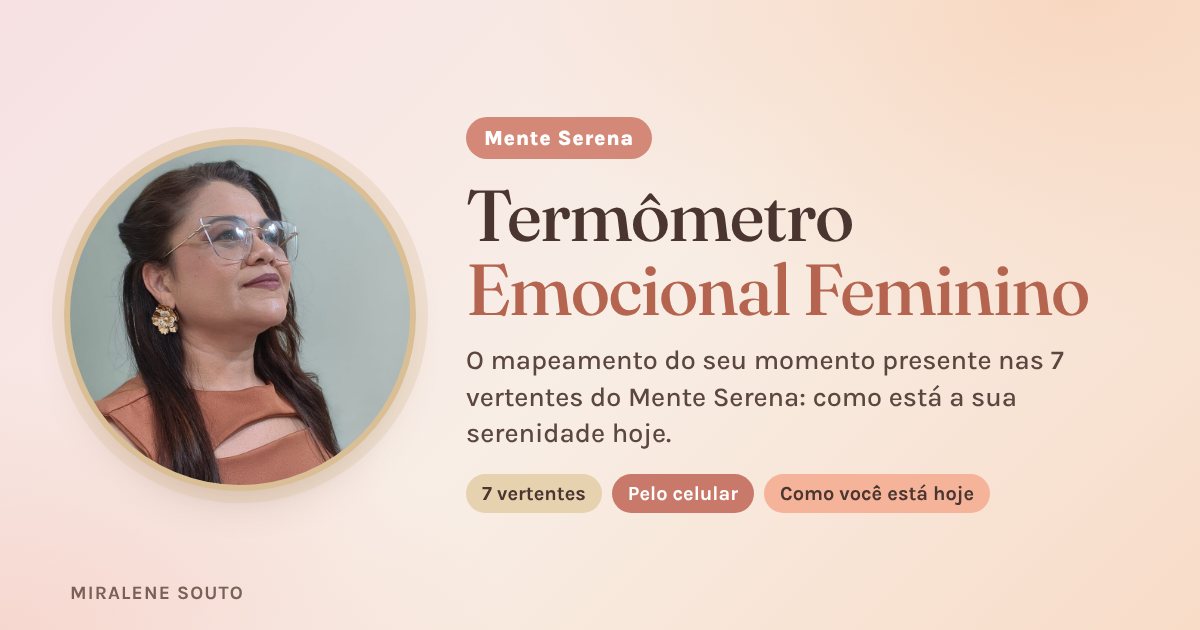 Mente Serena
Termômetro
Emocional Feminino
O mapeamento do seu momento presente nas 7
vertentes do Mente Serena: como está a sua
serenidade hoje.
7 vertentes
Pelo celular
Como você está hoje
MIRALENE SOUTO